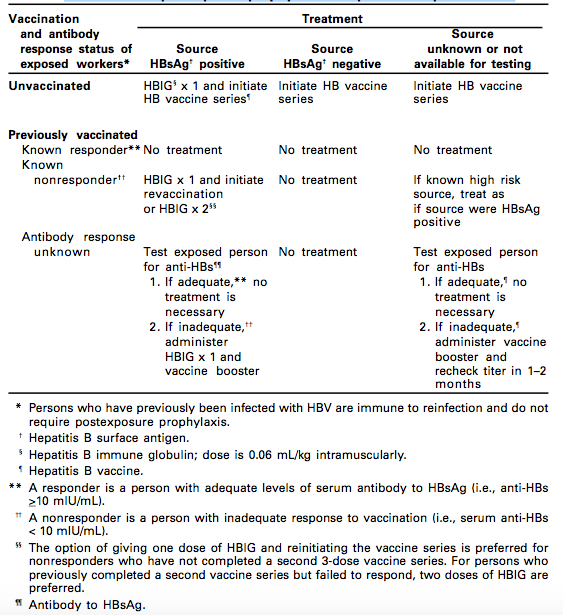 Vaccination
and antibody
response status of
exposed workers*
Treatment
Source
HBsAg† positive
Source
HBsAg† negative
Source
unknown or not
available for testing
Unvaccinated
HBIG§ x 1 and initiate
HB vaccine series¶
Initiate HB vaccine
series
Initiate HB vaccine
series
Previously vaccinated
Known responder**
No treatment
No treatment
No treatment
Known
nonresponder††
HBIG x 1 and initiate
revaccination
or HBIG x 2§§
No treatment
If known high risk
source, treat as
if source were HBsAg
positive
Antibody response
unknown
Test exposed person
for anti-HBs¶¶
1. If adequate,** no
treatment is
necessary
2. If inadequate,††
administer
HBIG x 1 and
vaccine booster
No treatment
Test exposed person
for anti-HBs
1. If adequate,¶ no
treatment is
necessary
2. If inadequate,¶
administer vaccine
booster and
recheck titer in 1–2
months
* Persons who have previously been infected with HBV are immune to reinfection and do not
require postexposure prophylaxis.
† Hepatitis B surface antigen.
§ Hepatitis B immune globulin; dose is 0.06 mL/kg intramuscularly.
¶ Hepatitis B vaccine.
** A responder is a person with adequate levels of serum antibody to HBsAg (i.e., anti-HBs
≥10 mIU/mL).
†† A nonresponder is a person with inadequate response to vaccination (i.e., serum anti-HBs
< 10 mIU/mL).
§§ The option of giving one dose of HBIG and reinitiating the vaccine series is preferred for
nonresponders who have not completed a second 3-dose vaccine series. For persons who
previously completed a second vaccine series but failed to respond, two doses of HBIG are
preferred.
¶¶ Antibody to HBsAg.